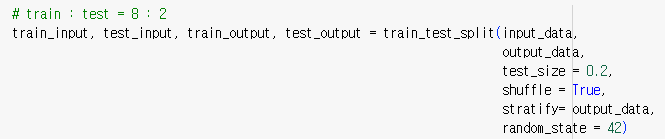 # train : test = 8 : 2
train_input, test_input, train_output, test_output = train_test_split(input_data,
output_data,
test_size = 0.2,
shuffle = True,
stratify= output_data,
random_state = 42)